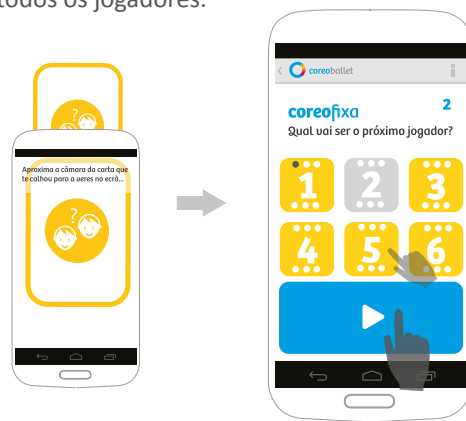 todos os jogadores.
?
Aproxima a câmara da carta que
te calhou para a veres no ecrã...
?
coreoballet
coreofixa 2
Qual vai ser o próximo jogador?
1 2 3
4 5 6